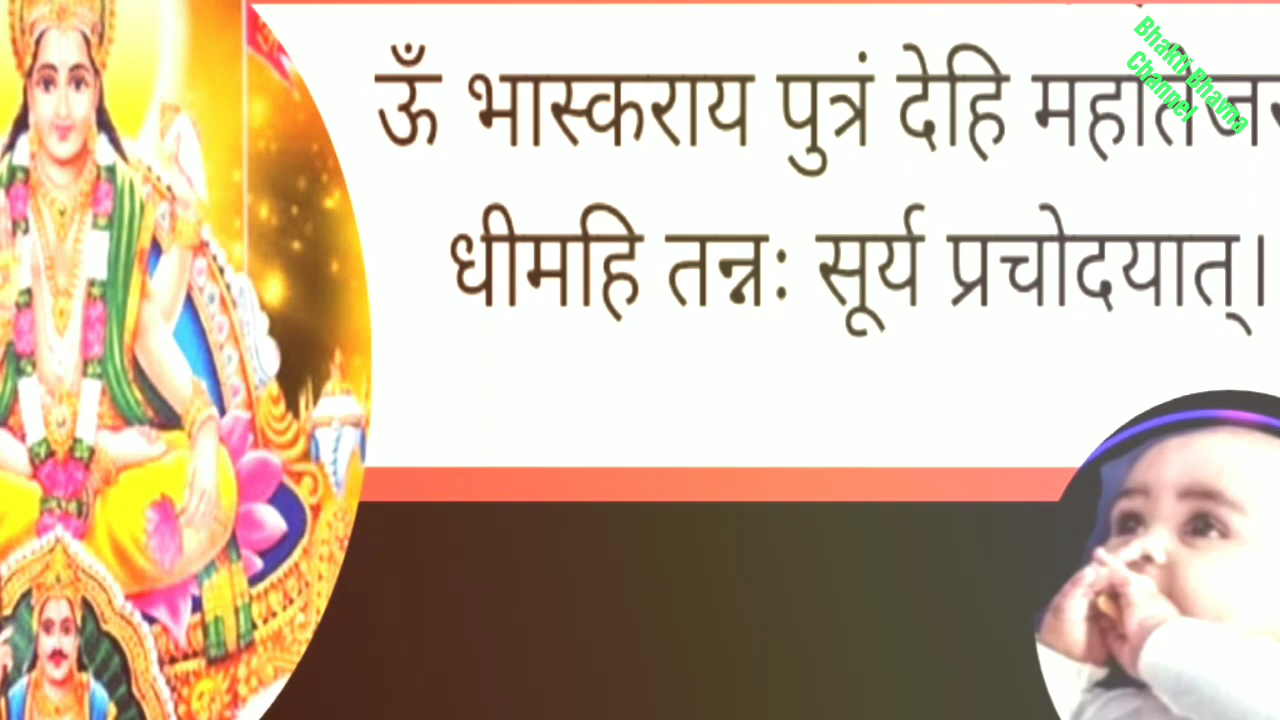 ॐ भास्कराय पुत्रं देहि
धीमहि तन्नः सूर्य प्रचोदयात्।
Bhakti Bhavna
Channel